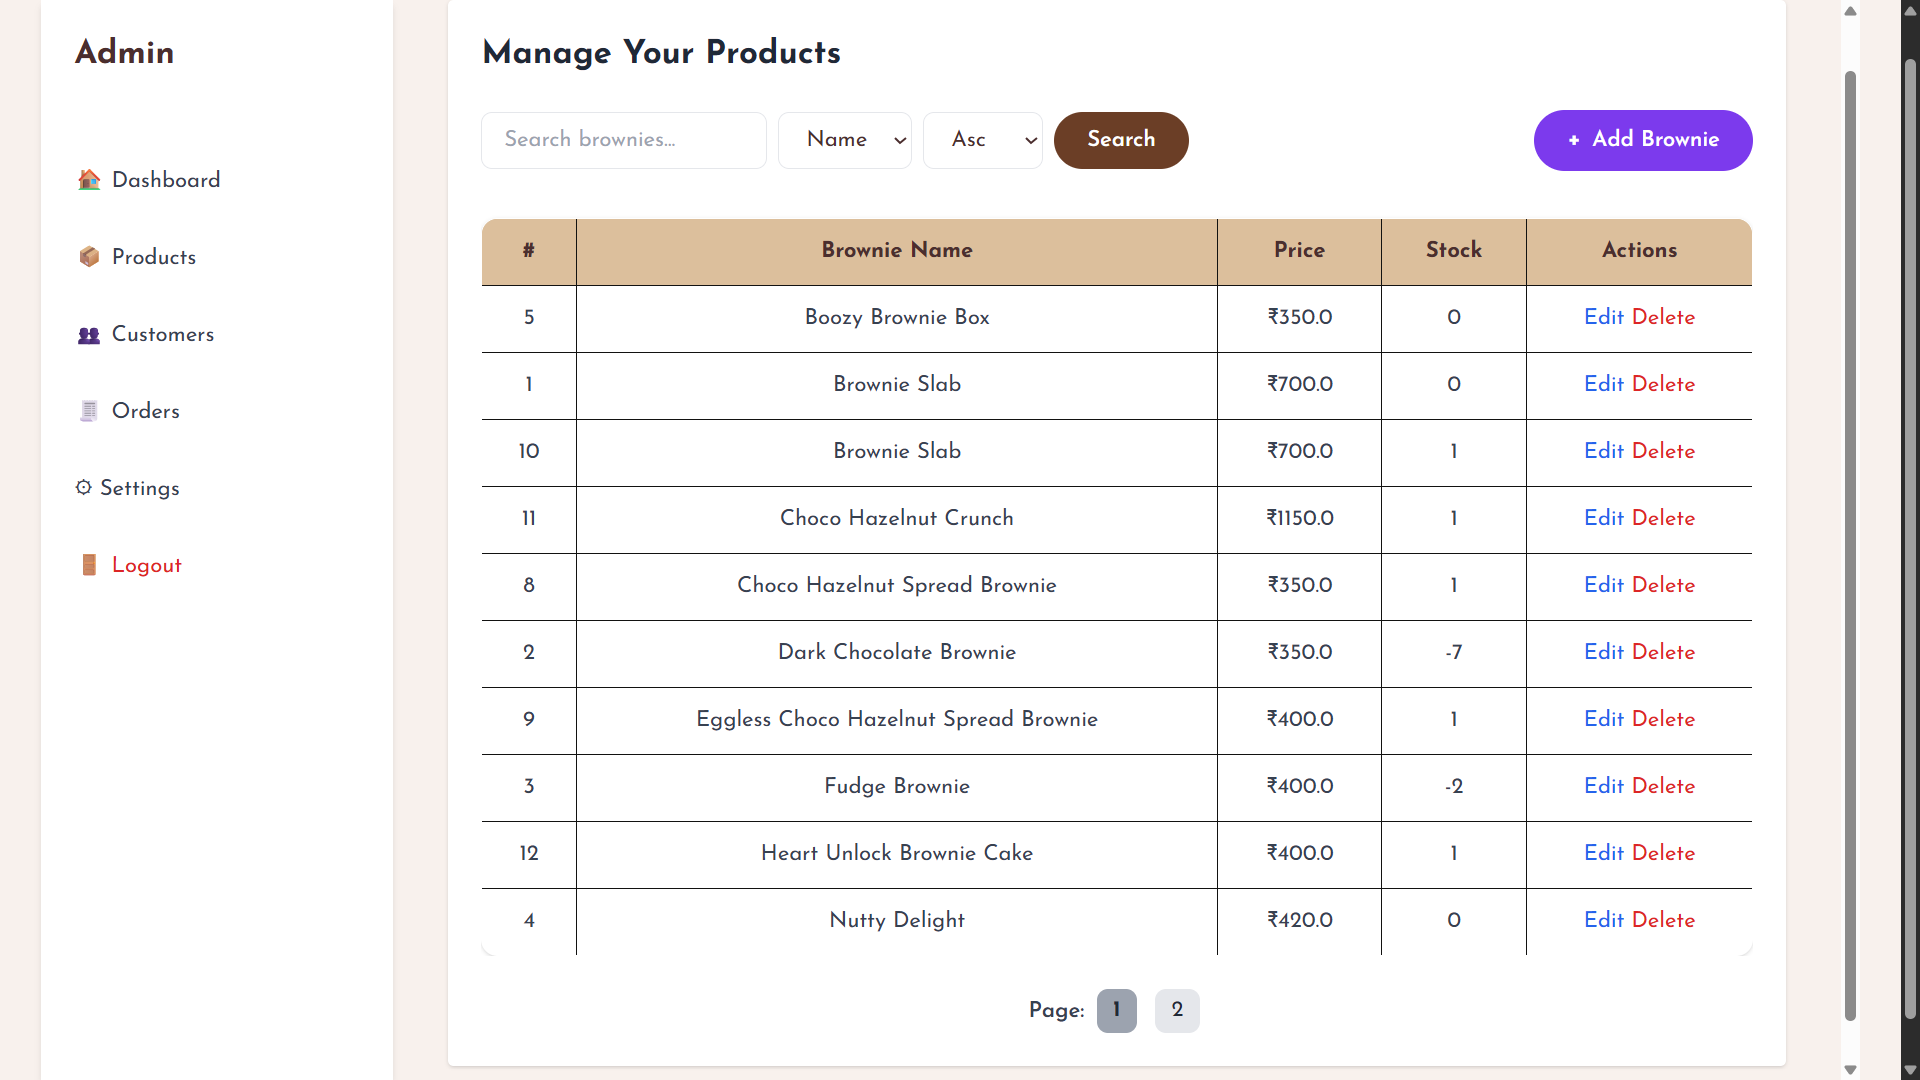 Admin
Dashboard
Products
Customers
Orders
Settings
Logout
Manage Your Products
Search brownies... Name Asc Search + Add Brownie
# Brownie Name Price Stock Actions
5 Boozy Brownie Box ₹350.0 0 Edit Delete
1 Brownie Slab ₹700.0 0 Edit Delete
10 Brownie Slab ₹700.0 1 Edit Delete
11 Choco Hazelnut Crunch ₹1150.0 1 Edit Delete
8 Choco Hazelnut Spread Brownie ₹350.0 1 Edit Delete
2 Dark Chocolate Brownie ₹350.0 -7 Edit Delete
9 Eggless Choco Hazelnut Spread Brownie ₹400.0 1 Edit Delete
3 Fudge Brownie ₹400.0 -2 Edit Delete
12 Heart Unlock Brownie Cake ₹400.0 1 Edit Delete
4 Nutty Delight ₹420.0 0 Edit Delete
Page: 1 2